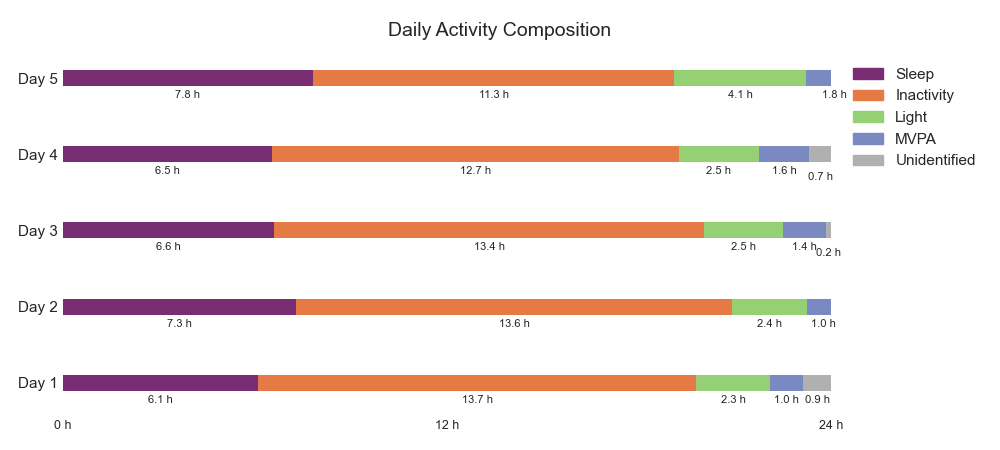 Daily Activity Composition
Day 5
7.8 h 11.3 h 4.1 h 1.8 h
Day 4
6.5 h 12.7 h 2.5 h 1.6 h 0.7 h
Day 3
6.6 h 13.4 h 2.5 h 1.4 h 0.2 h
Day 2
7.3 h 13.6 h 2.4 h 1.0 h
Day 1
6.1 h 13.7 h 2.3 h 1.0 h 0.9 h
0 h 12 h 24 h
Sleep
Inactivity
Light
MVPA
Unidentified